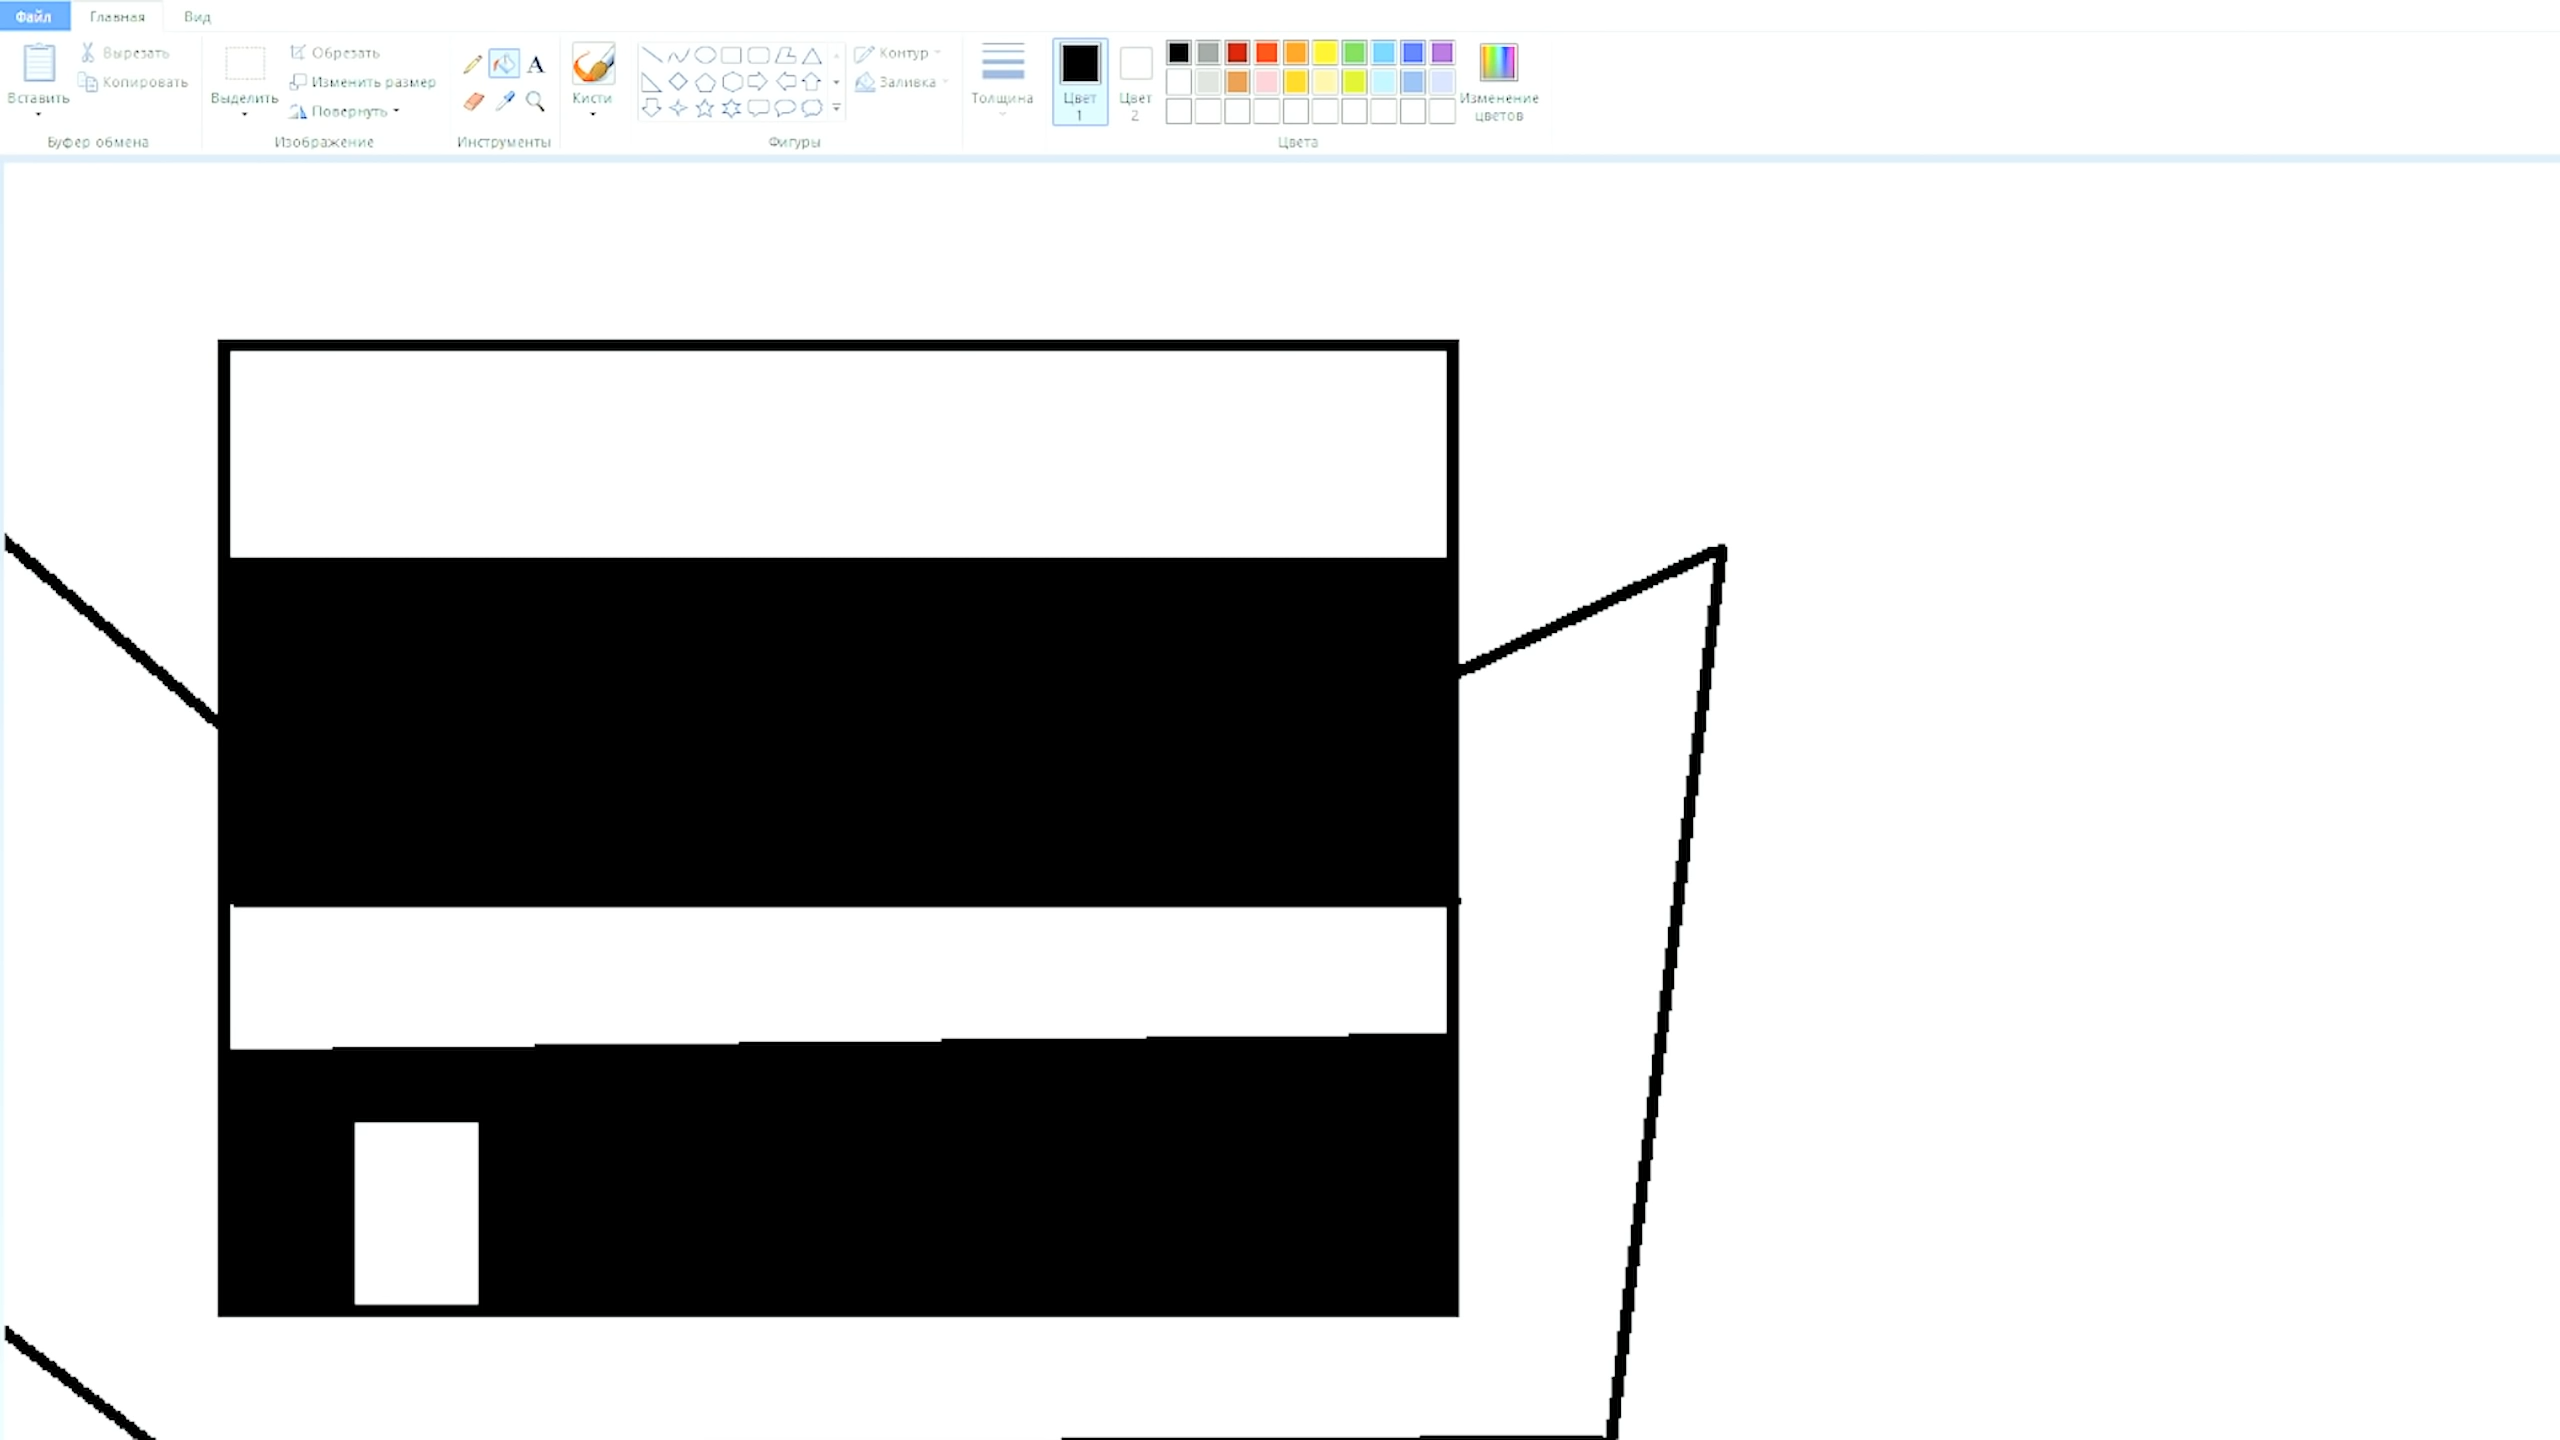 Файл Главная Вид
Вставить
Вырезать
Копировать
Буфер обмена
Выделить
Обрезать
Изменить размер
Повернуть
Изображение
A
Инструменты
Кисти
Фигуры
Контур
Заливка
Толщина
Цвет
1
Цвет
2
Цвета
Изменение
цветов